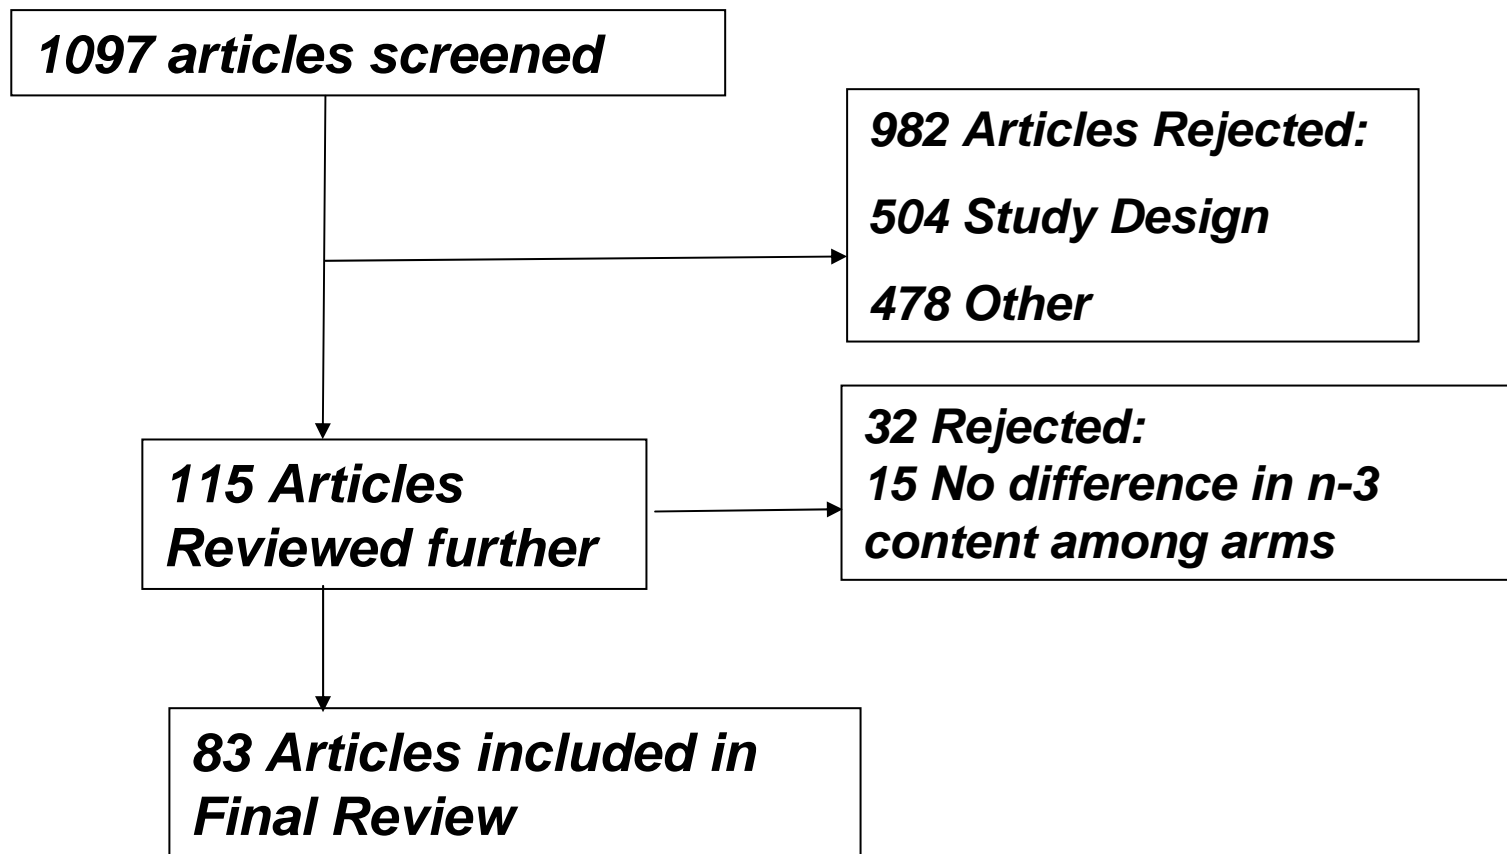 1097 articles screened
982 Articles Rejected:
504 Study Design
478 Other
115 Articles
Reviewed further
32 Rejected:
15 No difference in n-3
content among arms
83 Articles included in
Final Review